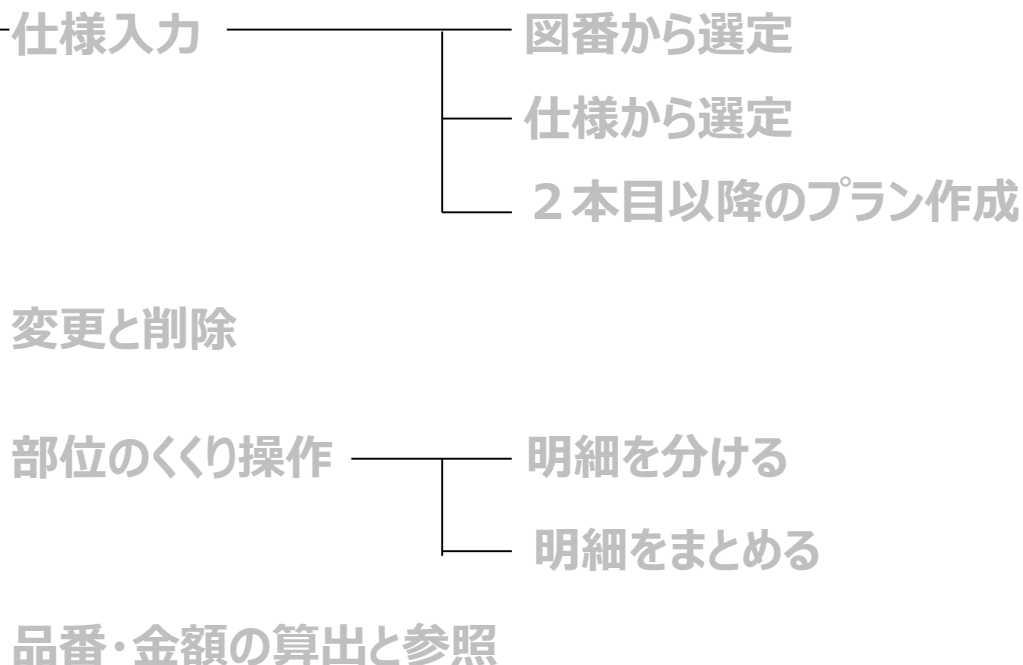 仕様入力
図番から選定
仕様から選定
２本目以降のプラン作成
変更と削除
部位のくくり操作
明細を分ける
明細をまとめる
品番・金額の算出と参照